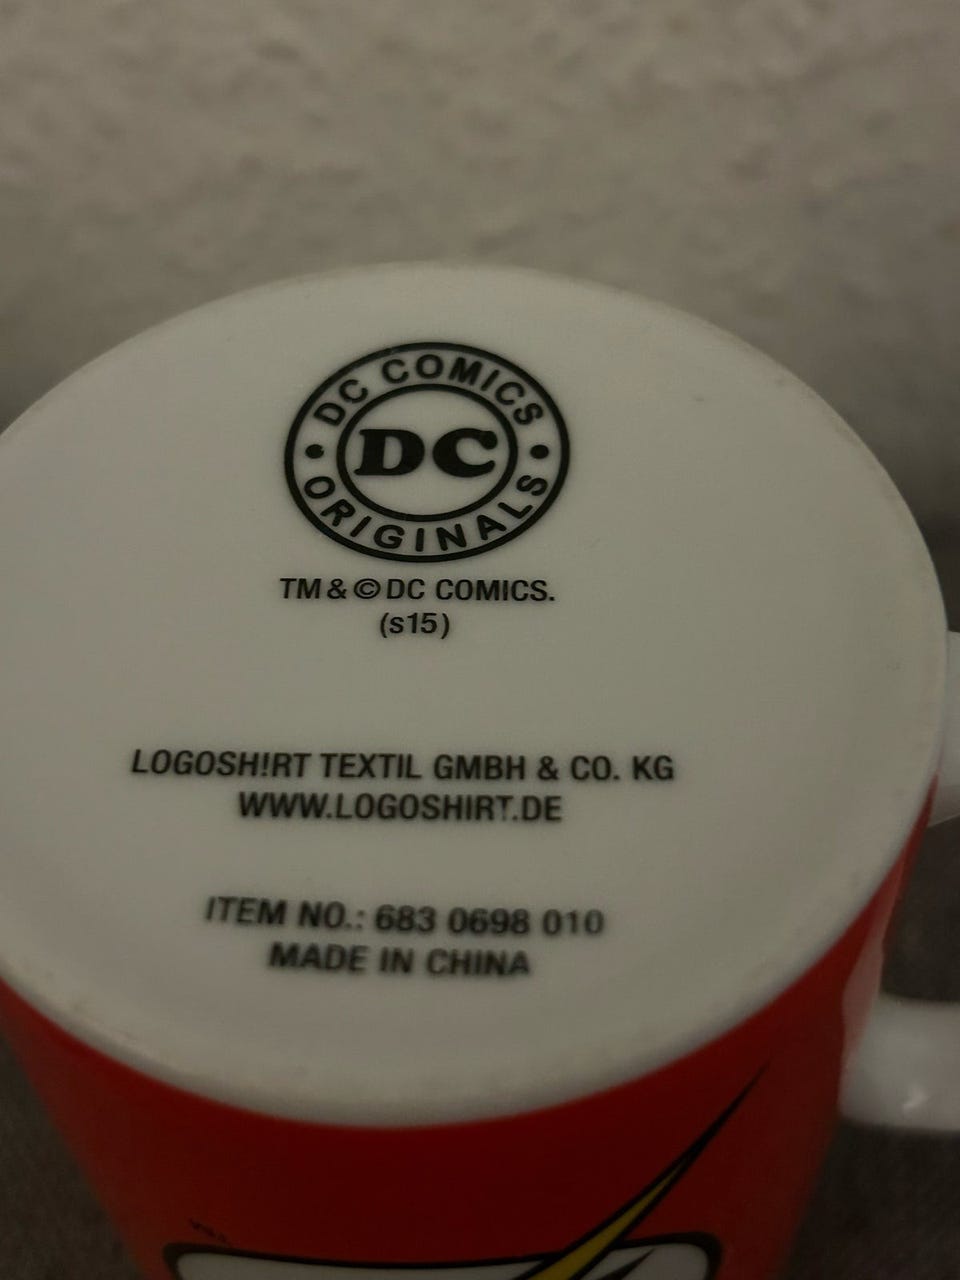 DC COMICS
DC
ORIGINALS
TM & © DC COMICS.
(s15)
LOGOSH!RT TEXTIL GMBH & CO. KG
WWW.LOGOSHIRT.DE
ITEM NO.: 683 0698 010
MADE IN CHINA